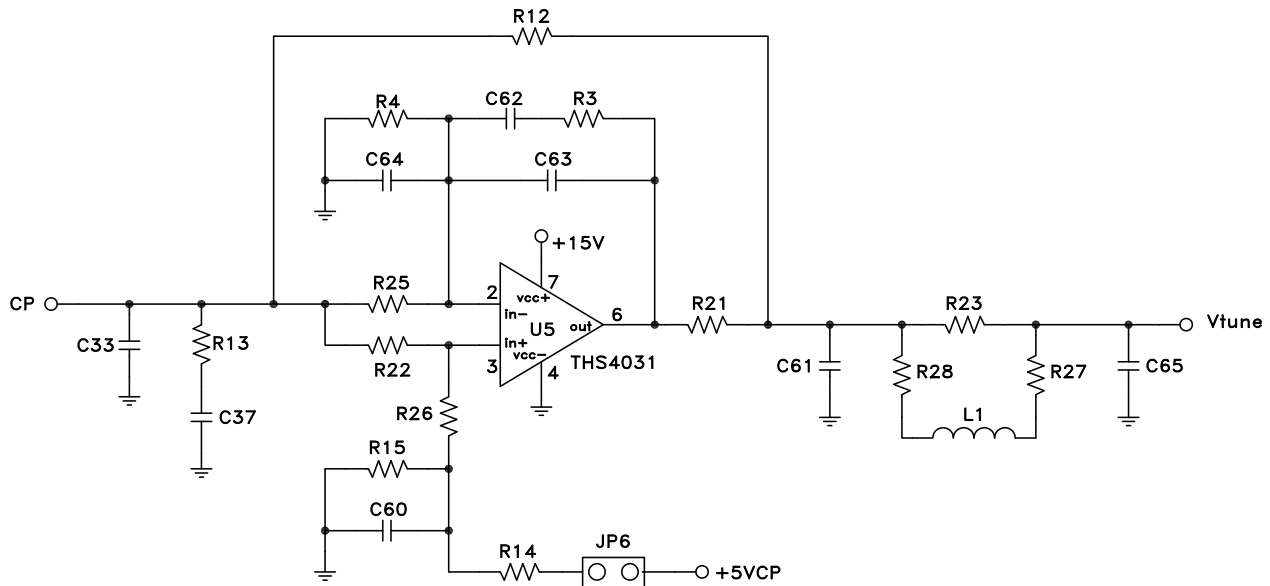 R12
R4
C62
R3
C64
C63
+15V
CP
R25
2
7
vcc+
in-
U5
out
6
R21
R23
Vtune
C33
R13
R22
in+
vcc-
3
4
THS4031
C61
R28
R27
C65
C37
R26
L1
R15
C60
R14
JP6
+5VCP